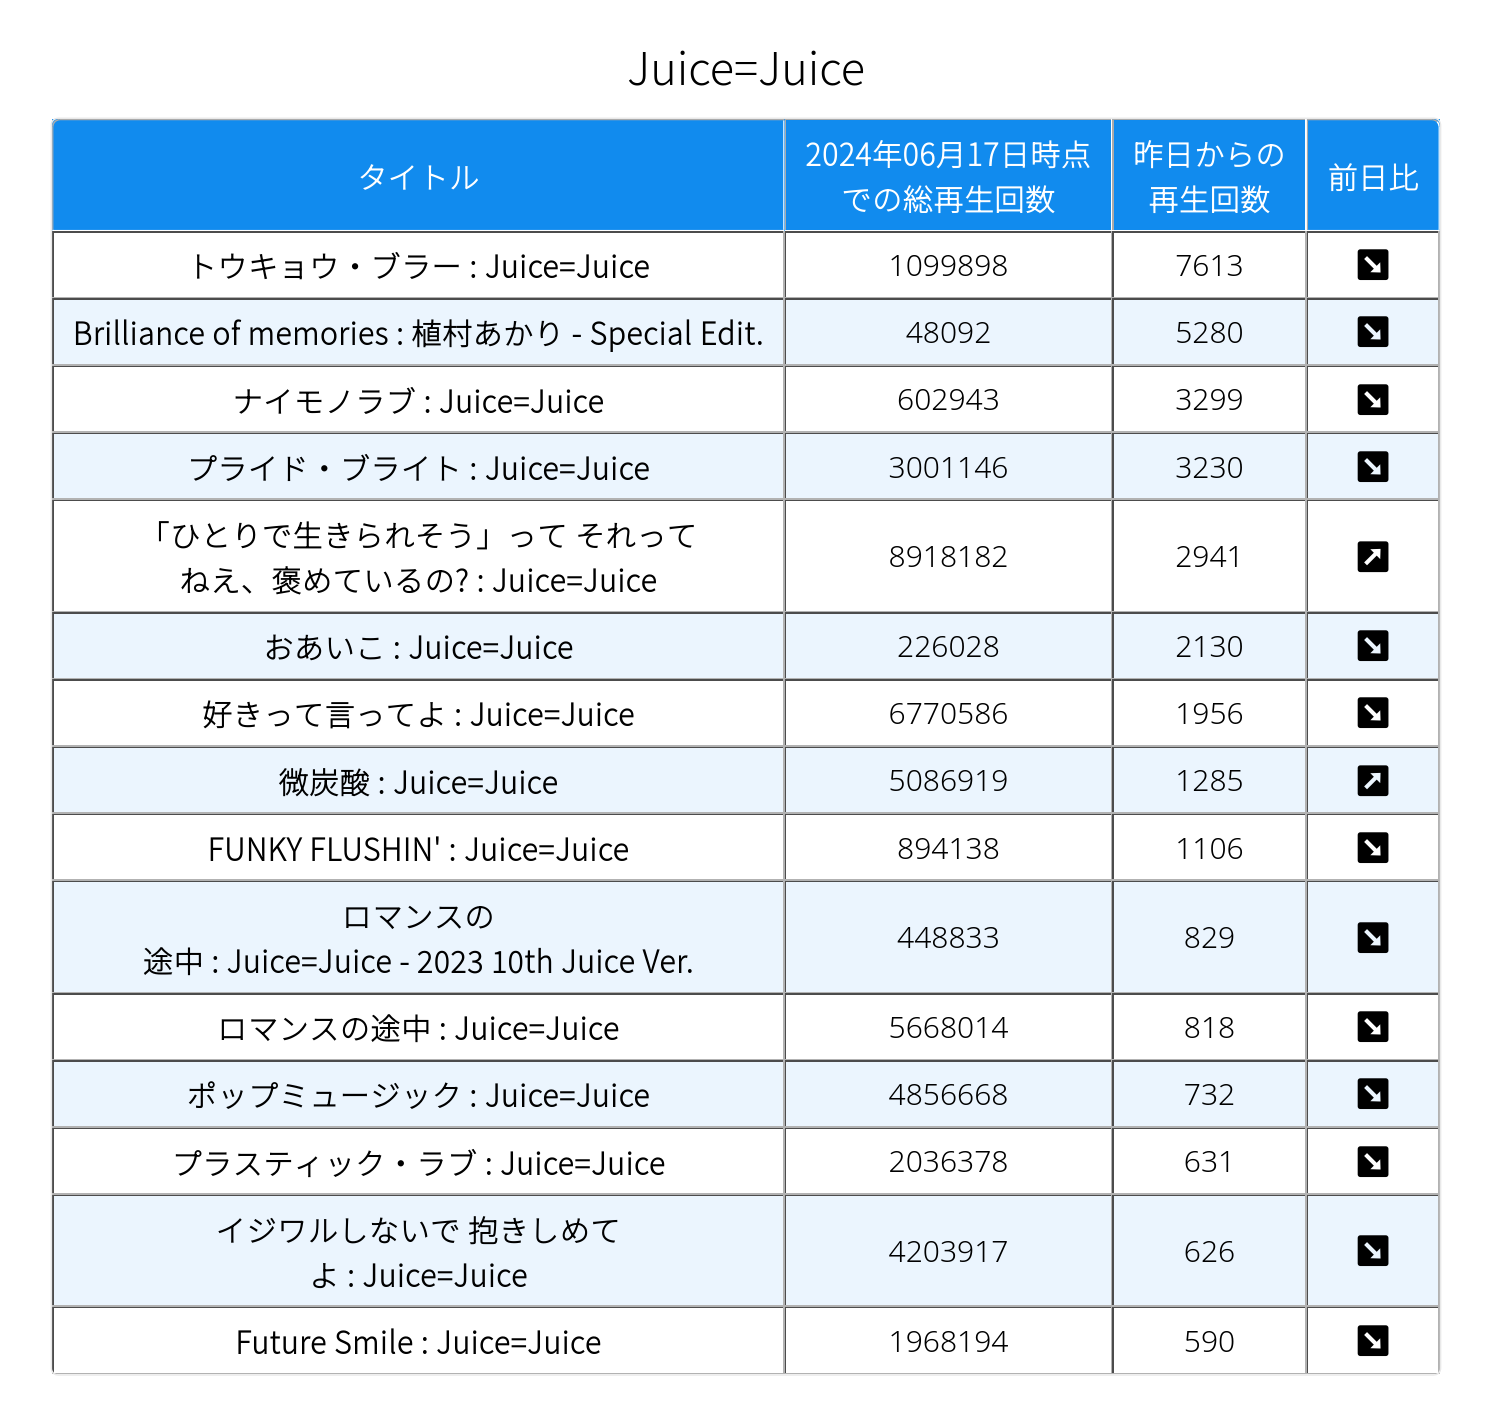 Juice=Juice
タイトル
2024年06月17日時点
での総再生回数
昨日からの
再生回数
前日比
トウキョウ・ブラー : Juice=Juice 1099898 7613
Brilliance of memories : 植村あかり - Special Edit. 48092 5280
ナイモノラブ : Juice=Juice 602943 3299
プライド・ブライト : Juice=Juice 3001146 3230
「ひとりで生きられそう」って それって
ねえ、褒めているの? : Juice=Juice
8918182 2941
おあいこ : Juice=Juice 226028 2130
好きって言ってよ : Juice=Juice 6770586 1956
微炭酸 : Juice=Juice 5086919 1285
FUNKY FLUSHIN' : Juice=Juice 894138 1106
ロマンスの
途中 : Juice=Juice - 2023 10th Juice Ver.
448833 829
ロマンスの途中 : Juice=Juice 5668014 818
ポップミュージック : Juice=Juice 4856668 732
プラスティック・ラブ : Juice=Juice 2036378 631
イジワルしないで 抱きしめて
よ : Juice=Juice
4203917 626
Future Smile : Juice=Juice 1968194 590